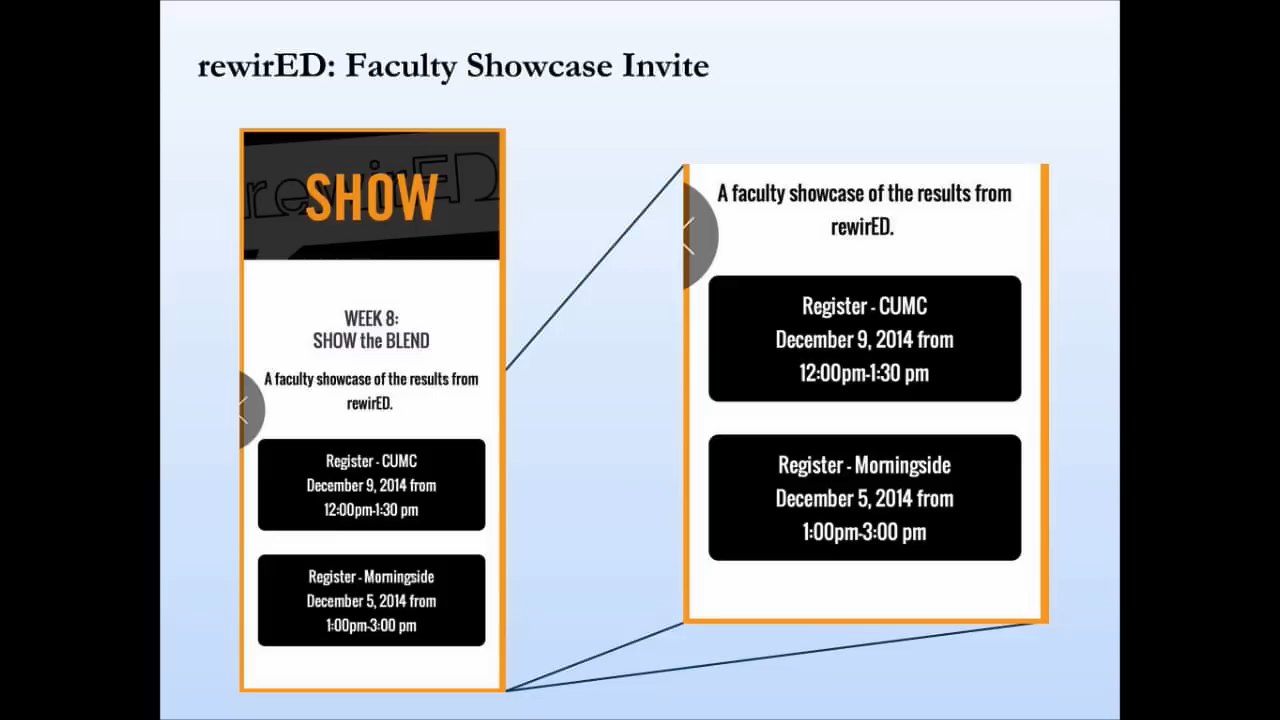 rewirED: Faculty Showcase Invite
rewirED
SHOW
WEEK 8:
SHOW the BLEND
A faculty showcase of the results from
rewirED.
Register - CUMC
December 9, 2014 from
12:00pm-1:30 pm
Register - Morningside
December 5, 2014 from
1:00pm-3:00 pm
A faculty showcase of the results from
rewirED.
Register - CUMC
December 9, 2014 from
12:00pm-1:30 pm
Register - Morningside
December 5, 2014 from
1:00pm-3:00 pm